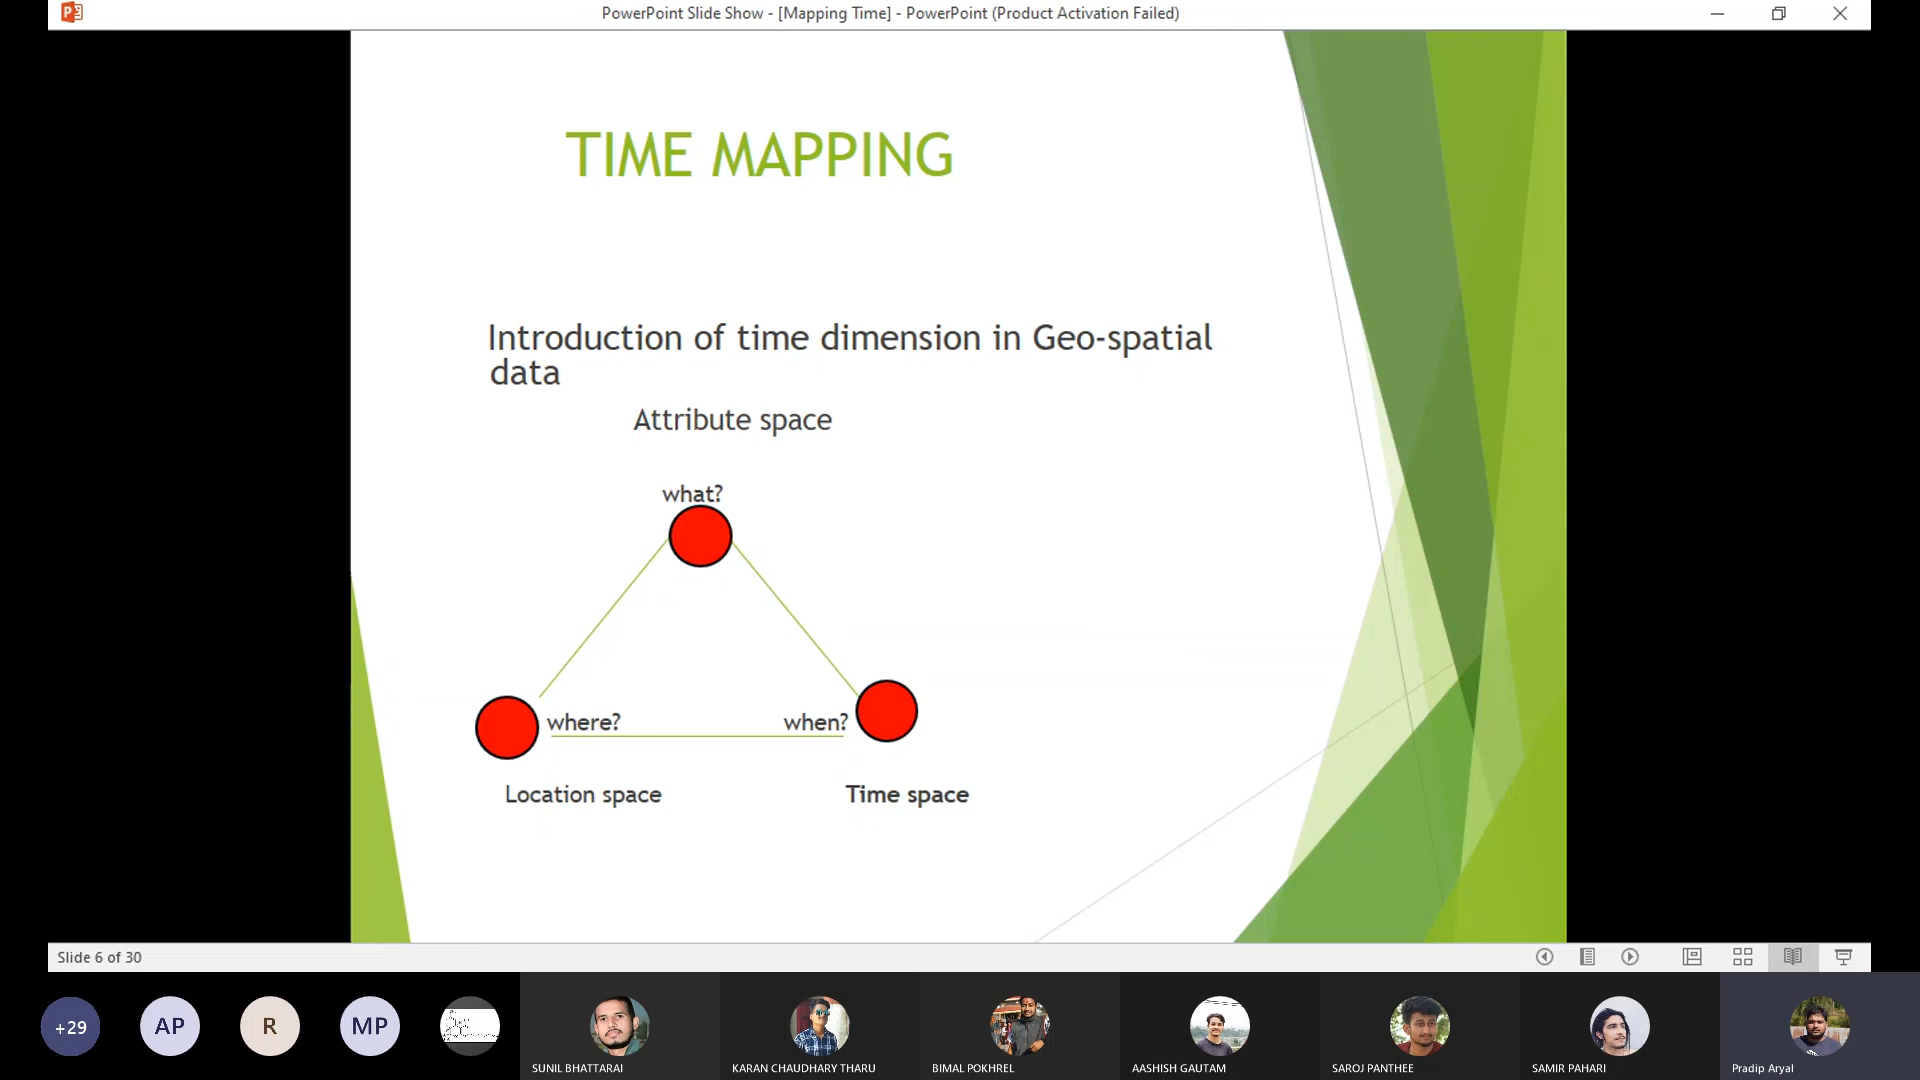 PowerPoint Slide Show - [Mapping Time] - PowerPoint (Product Activation Failed)
TIME MAPPING
Introduction of time dimension in Geo-spatial
data
Attribute space
what?
where?
when?
Location space
Time space
Slide 6 of 30
+29
AP
R
MP
SUNIL BHATTARAI
KARAN CHAUDHARY THARU
BIMAL POKHREL
AASHISH GAUTAM
SAROJ PANTHEE
SAMIR PAHARI
Pradip Aryal